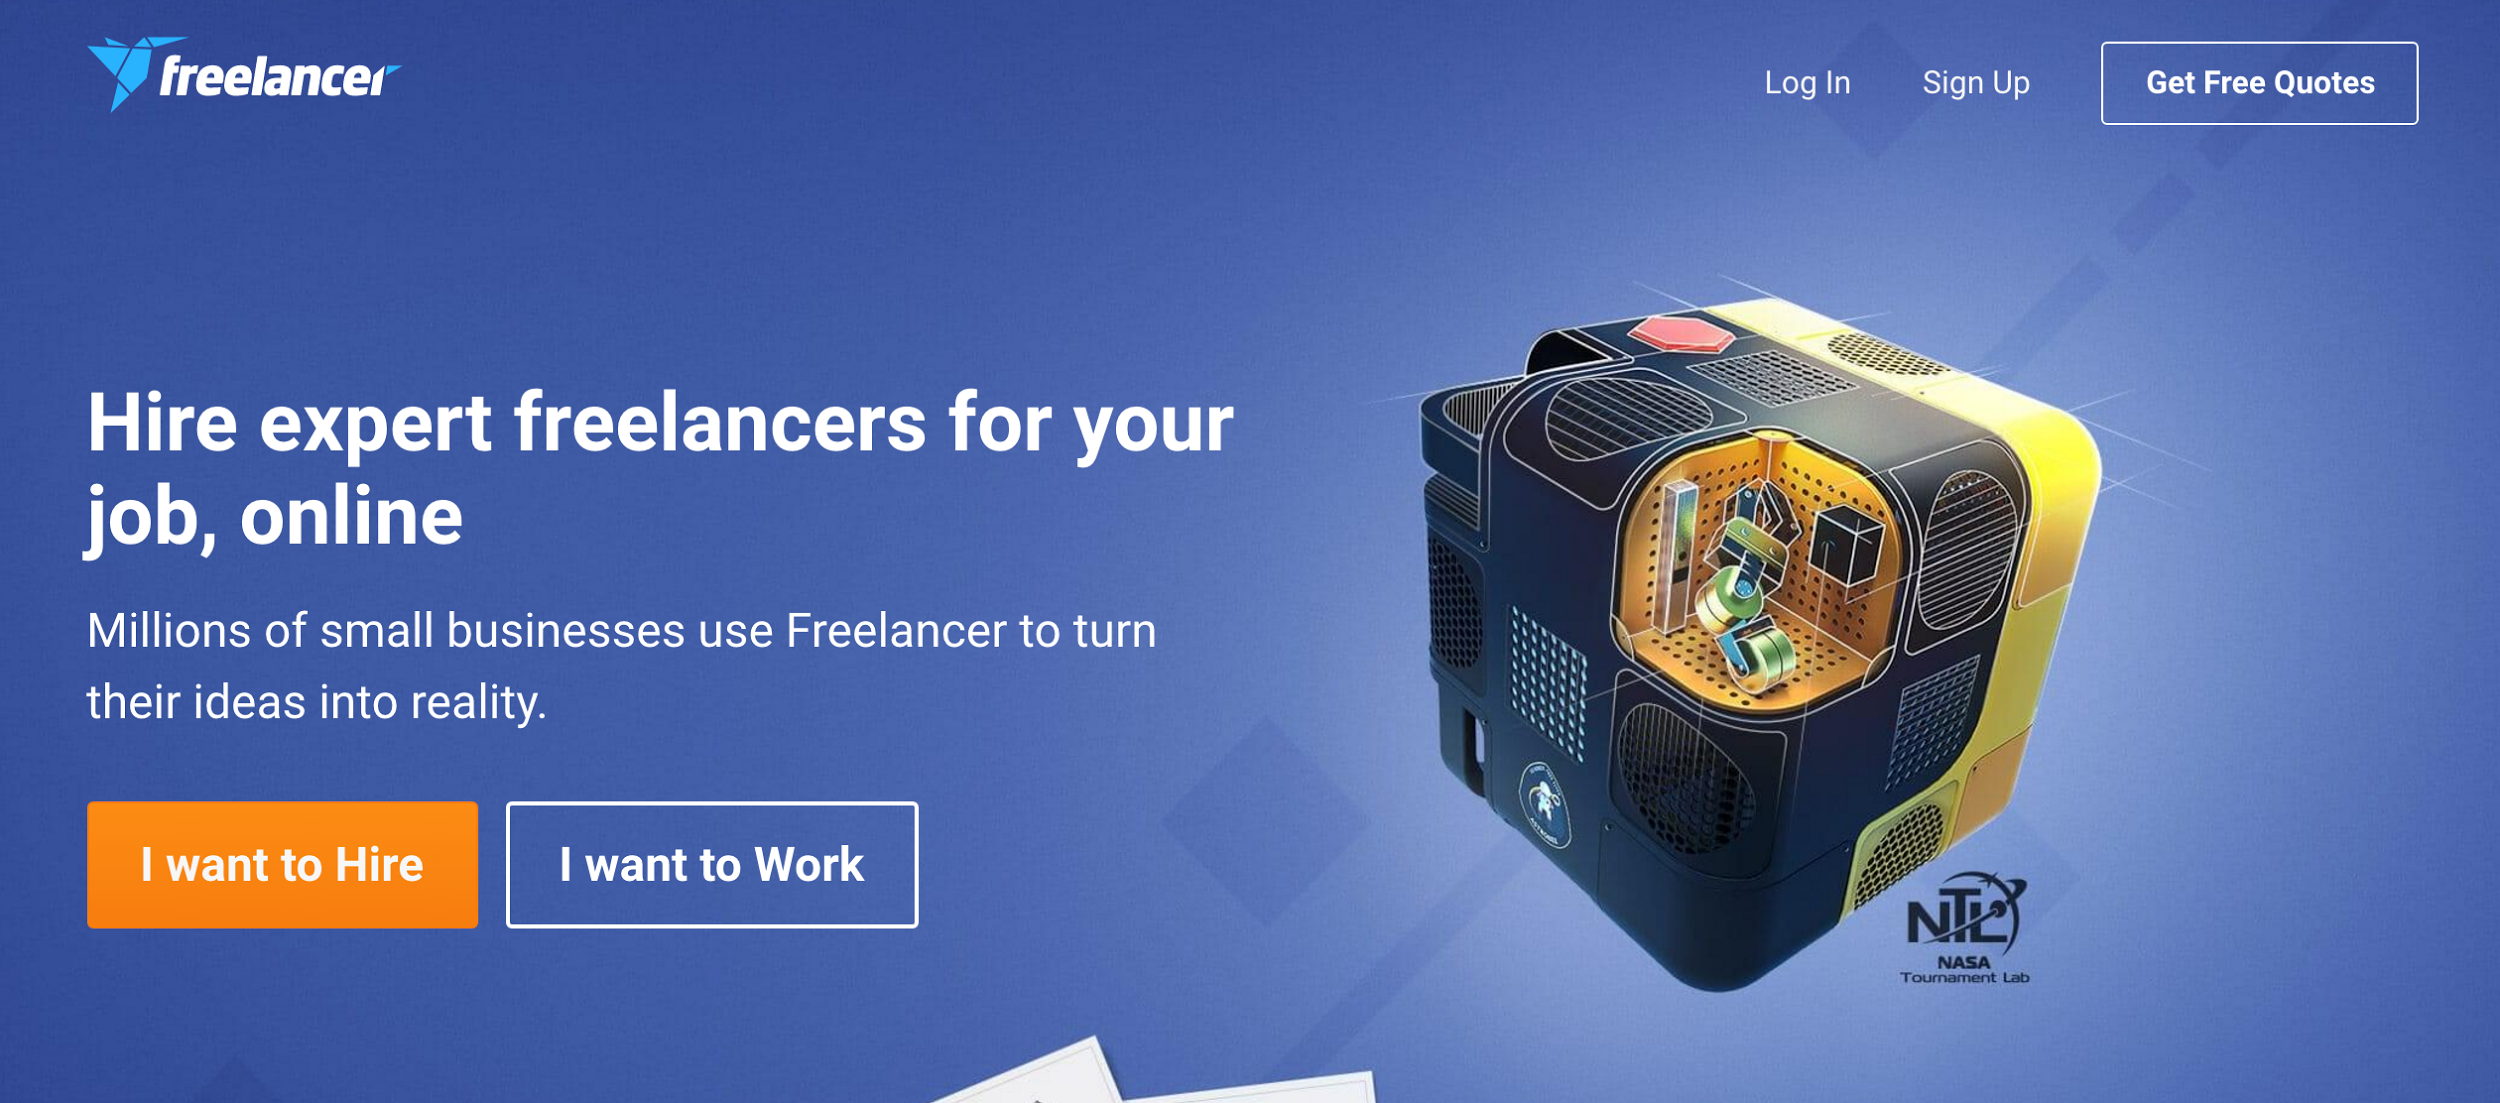 freelancer
Log In
Sign Up
Get Free Quotes
Hire expert freelancers for your
job, online
Millions of small businesses use Freelancer to turn
their ideas into reality.
I want to Hire
I want to Work
NTL
NASA
Tournament Lab